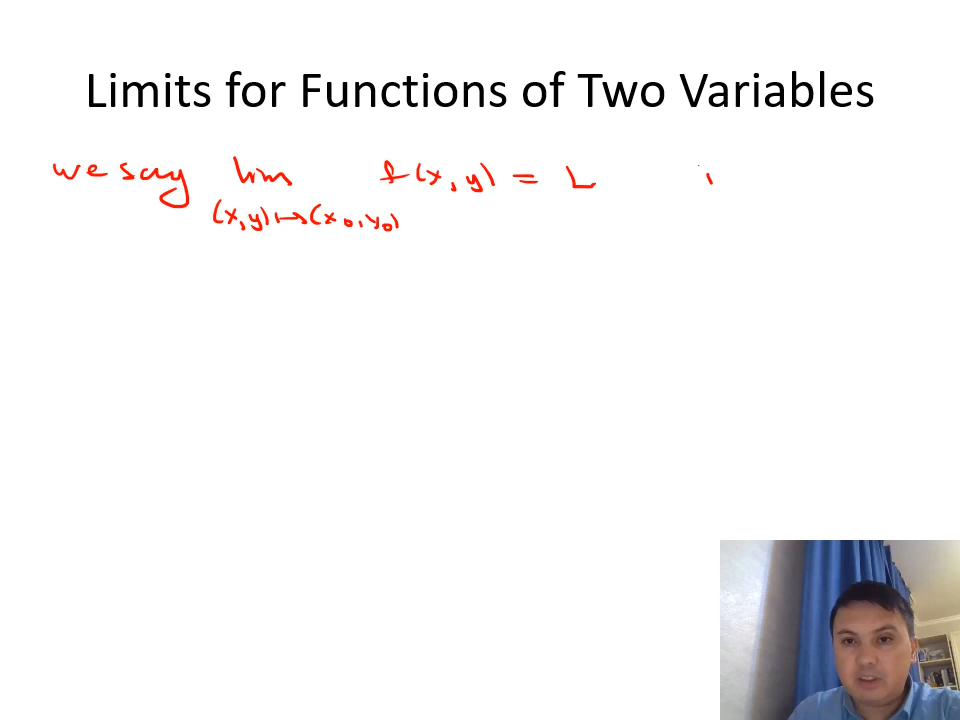 Limits for Functions of Two Variables
we say lim f(x,y) = L i
(x,y)↦(x₀,y₀)